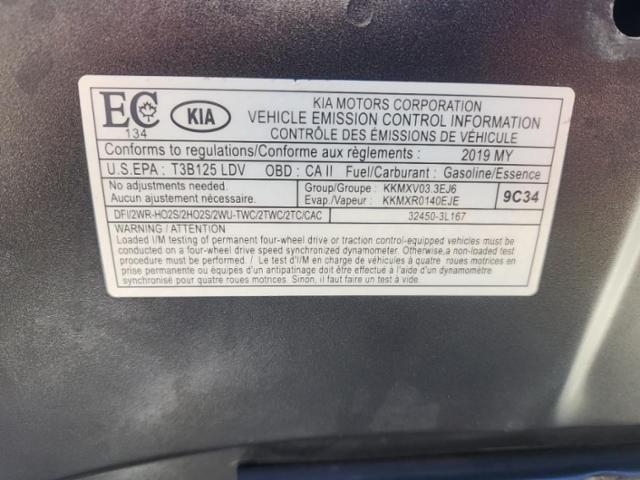 EC
134
KIA
KIA MOTORS CORPORATION
VEHICLE EMISSION CONTROL INFORMATION
CONTRÔLE DES ÉMISSIONS DE VÉHICULE
Conforms to regulations/Conforme aux règlements : 2019 MY
U.S.EPA : T3B125 LDV OBD : CA II Fuel/Carburant : Gasoline/Essence
No adjustments needed.
Aucun ajustement nécessaire.
Group/Groupe : KKMXV03.3EJ6
Evap./Vapeur : KKMXR0140EJE
9C34
DFI/2WR-HO2S/2HO2S/2WU-TWC/2TWC/2TC/CAC 32450-3L167
WARNING / ATTENTION
Loaded I/M testing of permanent four-wheel drive or traction control-equipped vehicles must be
conducted on a four-wheel drive speed synchronized dynamometer. Otherwise,a non-loaded test
procedure must be performed. / Le test d'I/M en charge de véhicules à quatre roues motrices en
prise permanente ou équipés d'un antipatinage doit être effectué à l'aide d'un dynamomètre
synchronisé pour quatre roues motrices. Sinon, il faut faire un test à vide.